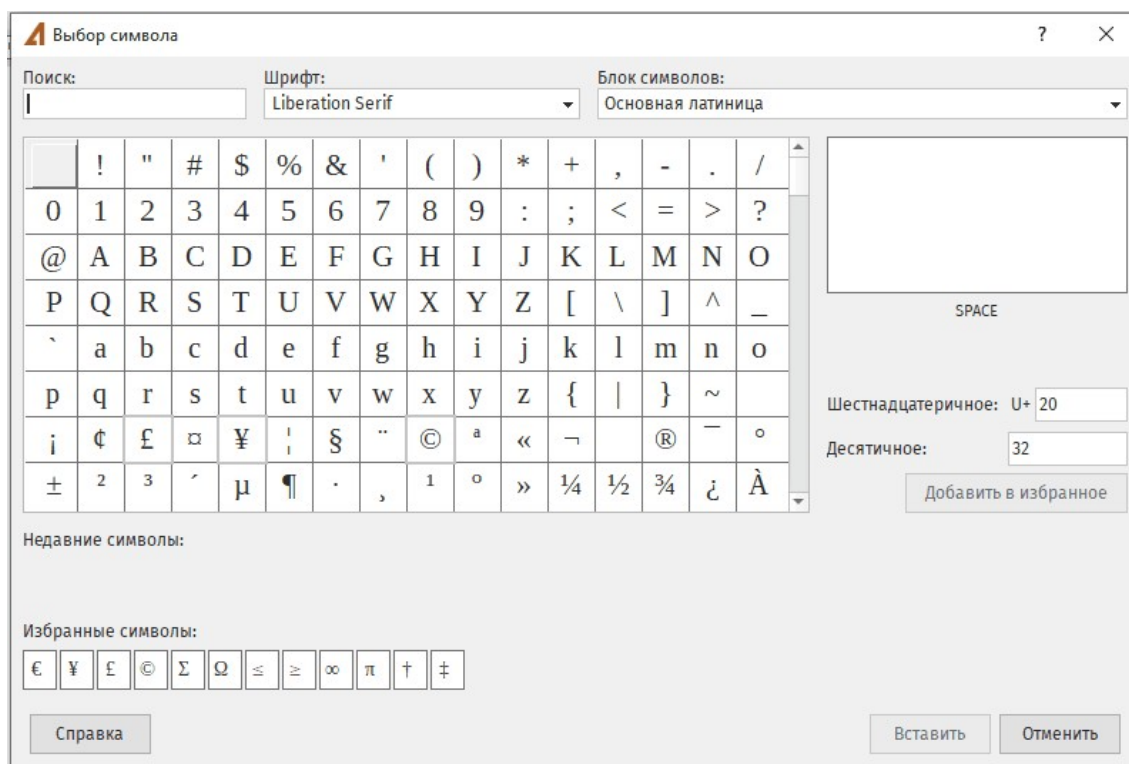 Выбор символа ? ×
Поиск: Шрифт: Блок символов:
Liberation Serif Основная латиница
! " # $ % & ' ( ) * + , - . /
0 1 2 3 4 5 6 7 8 9 : ; < = > ?
@ A B C D E F G H I J K L M N O
P Q R S T U V W X Y Z [ \ ] ^ _
` a b c d e f g h i j k l m n o
p q r s t u v w x y z { | } ~
¡ ¢ £ ¤ ¥ ¦ § ¨ © ª « ¬ ® ¯ °
± ² ³ ´ µ ¶ · ¸ ¹ º » ¼ ½ ¾ ¿ À
SPACE
Шестнадцатеричное: U+ 20
Десятичное: 32
Добавить в избранное
Недавние символы:
Избранные символы:
€ ¥ £ © Σ Ω ≤ ≥ ∞ π † ‡
Справка Вставить Отменить